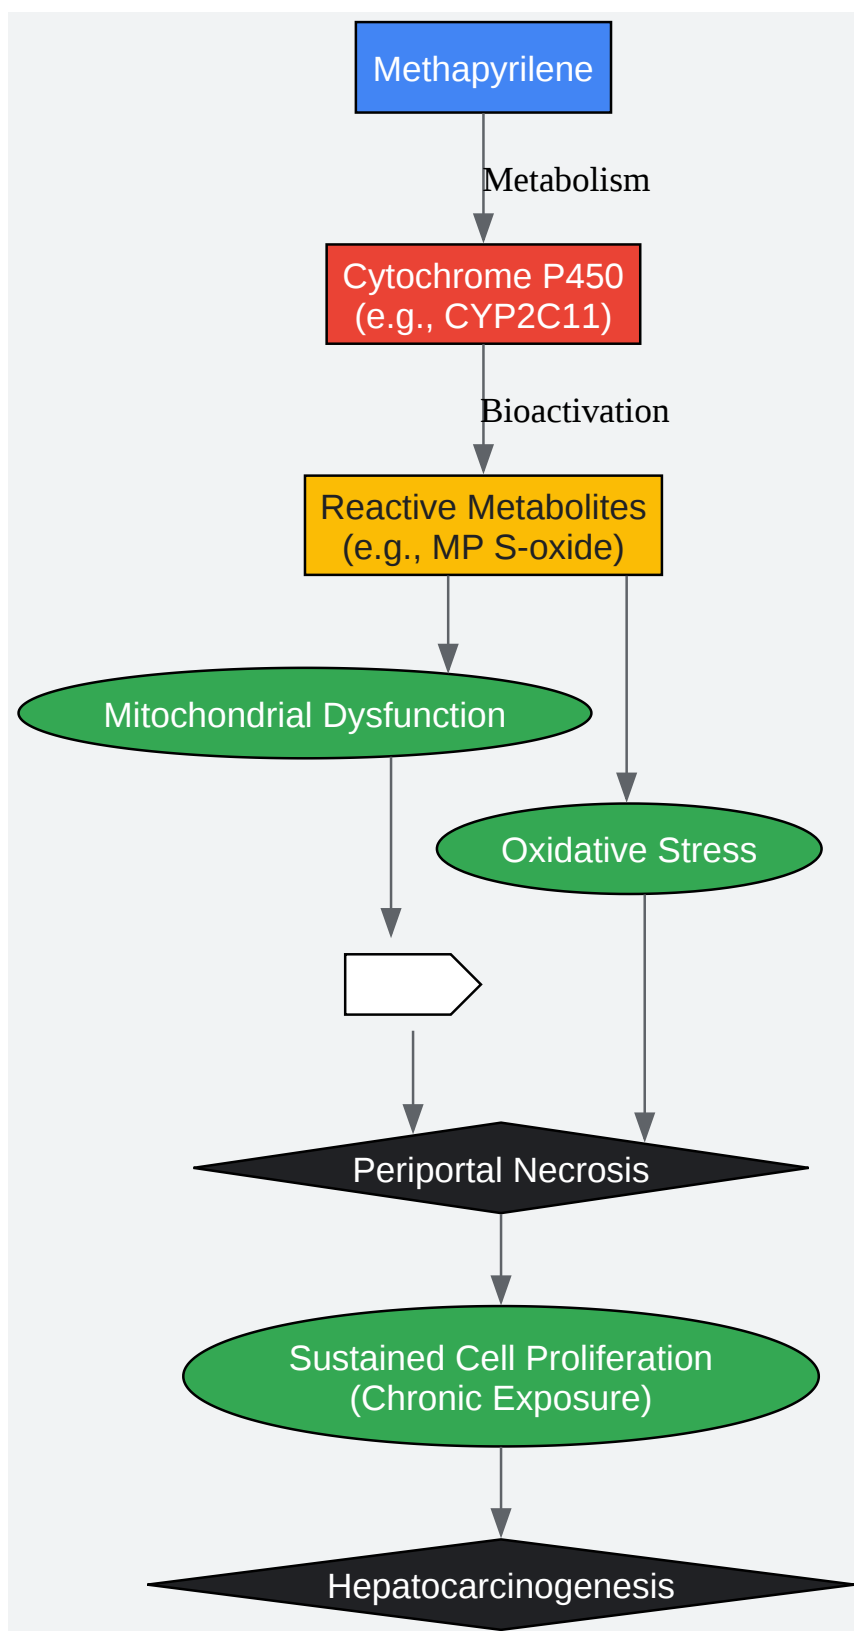 Methapyrilene
Metabolism
Cytochrome P450
(e.g., CYP2C11)
Bioactivation
Reactive Metabolites
(e.g., MP S-oxide)
Mitochondrial Dysfunction
Oxidative Stress
Periportal Necrosis
Sustained Cell Proliferation
(Chronic Exposure)
Hepatocarcinogenesis